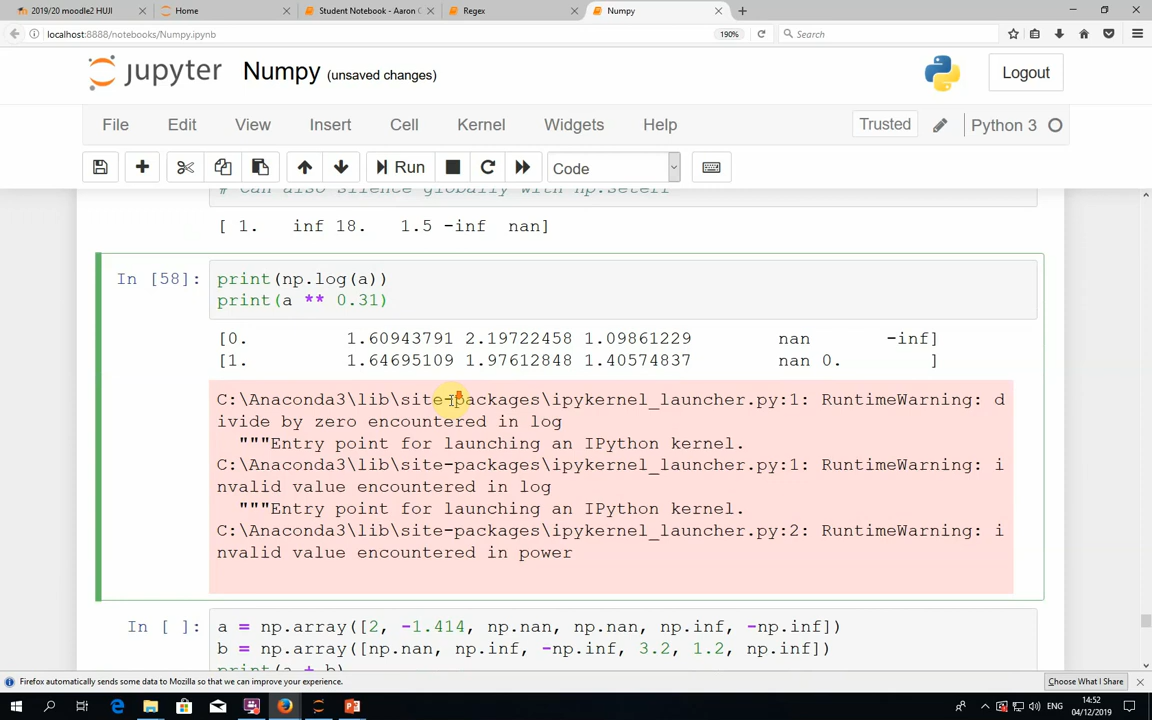 2019/20 moodle2 HUJI
Home
Student Notebook - Aaron
Regex
Numpy
localhost:8888/notebooks/Numpy.ipynb
190%
Search
jupyter Numpy (unsaved changes)
Logout
File Edit View Insert Cell Kernel Widgets Help
Trusted
Python 3
Run
Code
# Can also silence globally with np.seterr
[ 1.   inf 18.   1.5 -inf  nan]
In [58]:
print(np.log(a))
print(a ** 0.31)
[0.         1.60943791 2.19722458 1.09861229        nan       -inf]
[1.         1.64695109 1.97612848 1.40574837        nan 0.        ]
C:\Anaconda3\lib\site-packages\ipykernel_launcher.py:1: RuntimeWarning: d
ivide by zero encountered in log
  """Entry point for launching an IPython kernel.
C:\Anaconda3\lib\site-packages\ipykernel_launcher.py:1: RuntimeWarning: i
nvalid value encountered in log
  """Entry point for launching an IPython kernel.
C:\Anaconda3\lib\site-packages\ipykernel_launcher.py:2: RuntimeWarning: i
nvalid value encountered in power
In [ ]:
a = np.array([2, -1.414, np.nan, np.nan, np.inf, -np.inf])
b = np.array([np.nan, np.inf, -np.inf, 3.2, 1.2, np.inf])
print(a + b)
Firefox automatically sends some data to Mozilla so that we can improve your experience.
Choose What I Share
ENG
14:52
04/12/2019